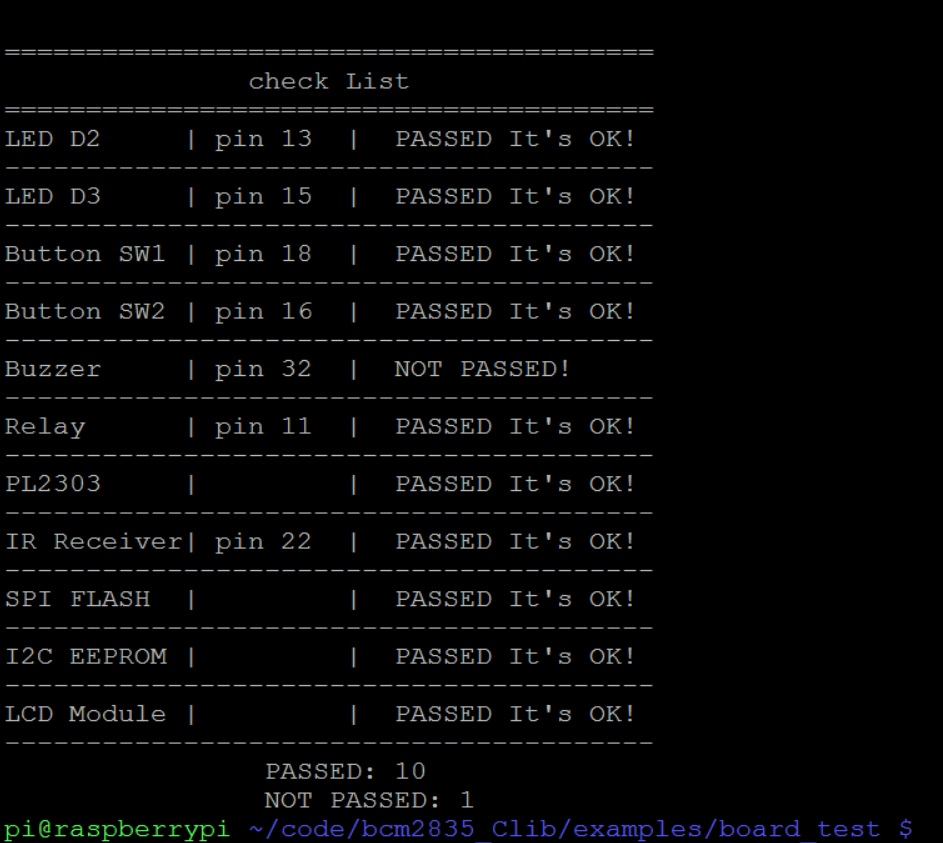 ========================================
check List
========================================
LED D2     | pin 13  |  PASSED It's OK!
----------------------------------------
LED D3     | pin 15  |  PASSED It's OK!
----------------------------------------
Button SW1 | pin 18  |  PASSED It's OK!
----------------------------------------
Button SW2 | pin 16  |  PASSED It's OK!
----------------------------------------
Buzzer     | pin 32  |  NOT PASSED!
----------------------------------------
Relay      | pin 11  |  PASSED It's OK!
----------------------------------------
PL2303     |         |  PASSED It's OK!
----------------------------------------
IR Receiver| pin 22  |  PASSED It's OK!
----------------------------------------
SPI FLASH  |         |  PASSED It's OK!
----------------------------------------
I2C EEPROM |         |  PASSED It's OK!
----------------------------------------
LCD Module |         |  PASSED It's OK!
----------------------------------------
PASSED: 10
NOT PASSED: 1
pi@raspberrypi ~/code/bcm2835_Clib/examples/board_test $